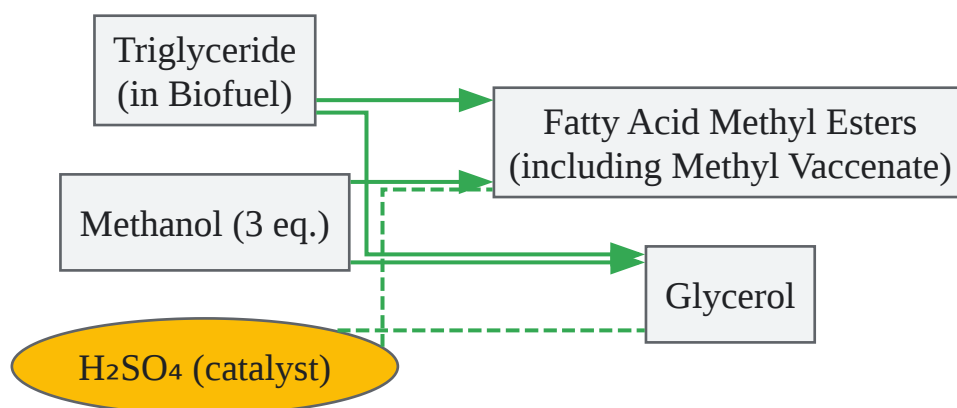 Triglyceride
(in Biofuel)
Fatty Acid Methyl Esters
(including Methyl Vaccenate)
Methanol (3 eq.)
Glycerol
H₂SO₄ (catalyst)